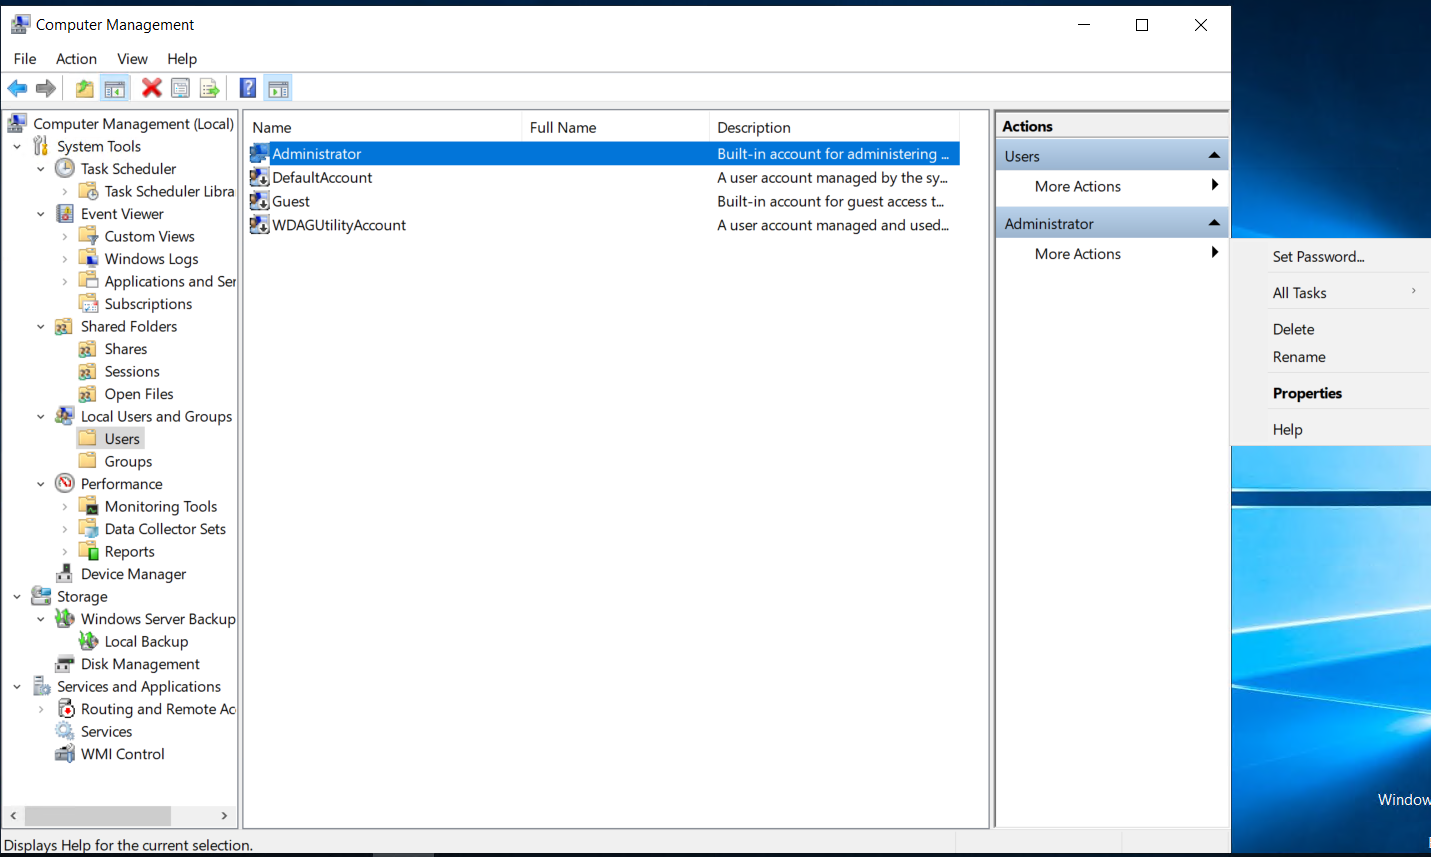 Computer Management
File Action View Help
Computer Management (Local)
System Tools
Task Scheduler
Task Scheduler Libra
Event Viewer
Custom Views
Windows Logs
Applications and Ser
Subscriptions
Shared Folders
Shares
Sessions
Open Files
Local Users and Groups
Users
Groups
Performance
Monitoring Tools
Data Collector Sets
Reports
Device Manager
Storage
Windows Server Backup
Local Backup
Disk Management
Services and Applications
Routing and Remote Ac
Services
WMI Control
Name Full Name Description
Administrator Built-in account for administering ...
DefaultAccount A user account managed by the sy...
Guest Built-in account for guest access t...
WDAGUtilityAccount A user account managed and used...
Actions
Users
More Actions
Administrator
More Actions
Set Password...
All Tasks
Delete
Rename
Properties
Help
Window
Displays Help for the current selection.